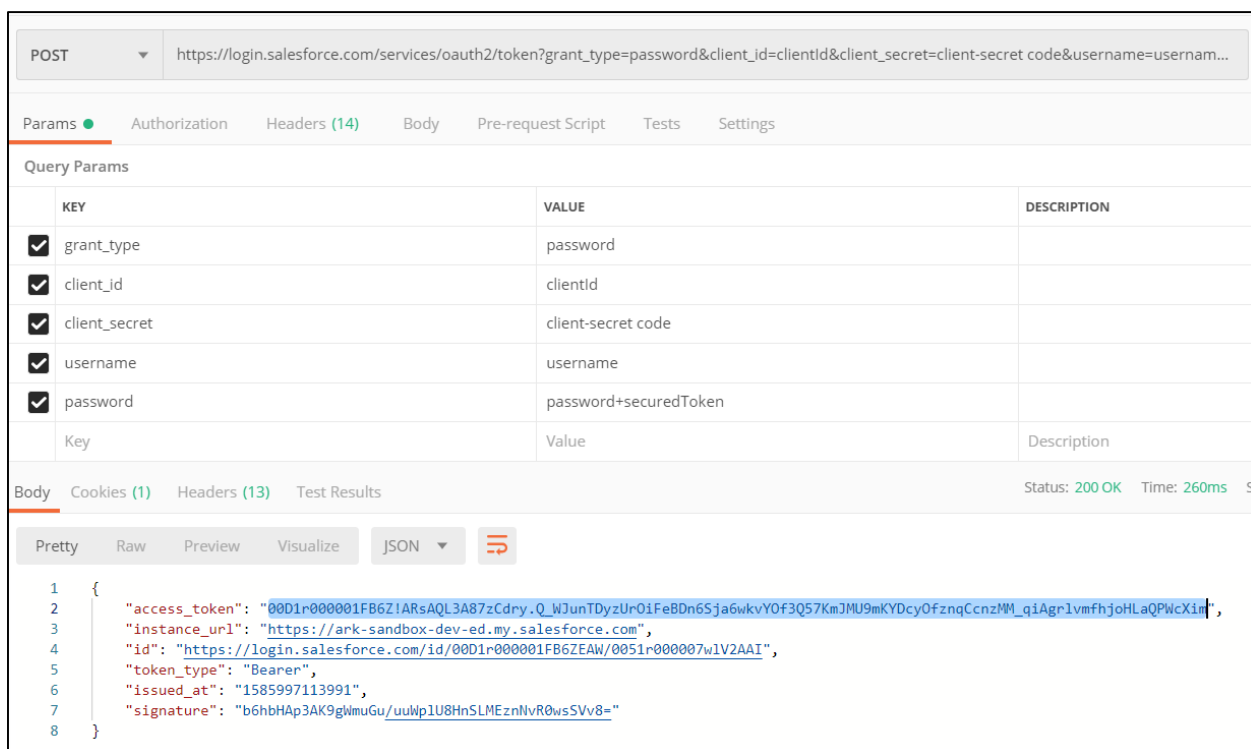 POST https://login.salesforce.com/services/oauth2/token?grant_type=password&client_id=clientId&client_secret=client-secret code&username=usernam...
Params Authorization Headers (14) Body Pre-request Script Tests Settings
Query Params
KEY VALUE DESCRIPTION
grant_type password
client_id clientId
client_secret client-secret code
username username
password password+securedToken
Key Value Description
Body Cookies (1) Headers (13) Test Results Status: 200 OK Time: 260ms S
Pretty Raw Preview Visualize JSON
1 {
2 "access_token": "00D1r000001FB6Z!ARsAQL3A87zCdry.Q_WJunTDyzUrOiFeBDn6Sja6wkvYOf3Q57KmJMU9mKYDcyOfznqCcnzMM_qiAgrlvmfhjoHLaQPWcXim",
3 "instance_url": "https://ark-sandbox-dev-ed.my.salesforce.com",
4 "id": "https://login.salesforce.com/id/00D1r000001FB6ZEAW/0051r000007wlV2AAI",
5 "token_type": "Bearer",
6 "issued_at": "1585997113991",
7 "signature": "b6hbHAp3AK9gWmuGu/uuWplU8HnSLMEznNvR0wsSVv8="
8 }